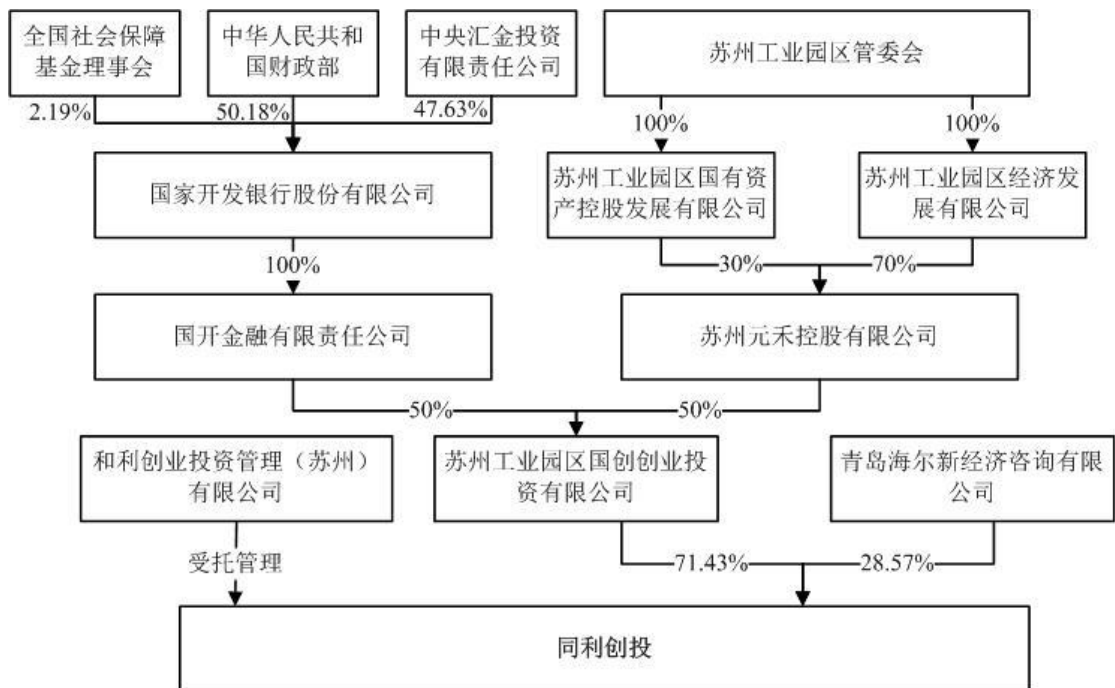 全国社会保障
基金理事会
中华人民共和
国财政部
中央汇金投资
有限责任公司
苏州工业园区管委会
2.19%
50.18%
47.63%
100%
100%
国家开发银行股份有限公司
苏州工业园区国有资
产控股发展有限公司
苏州工业园区经济发
展有限公司
100%
30%
70%
国开金融有限责任公司
苏州元禾控股有限公司
50%
50%
和利创业投资管理（苏州）
有限公司
苏州工业园区国创创业投
资有限公司
青岛海尔新经济咨询有限
公司
受托管理
71.43%
28.57%
同利创投